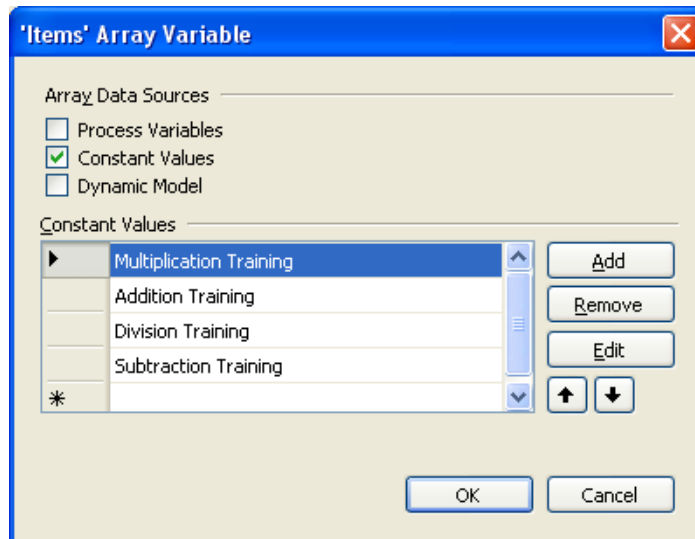 'Items' Array Variable
Array Data Sources
Process Variables
Constant Values
Dynamic Model
Constant Values
Multiplication Training
Addition Training
Division Training
Subtraction Training
*
Add
Remove
Edit
OK
Cancel